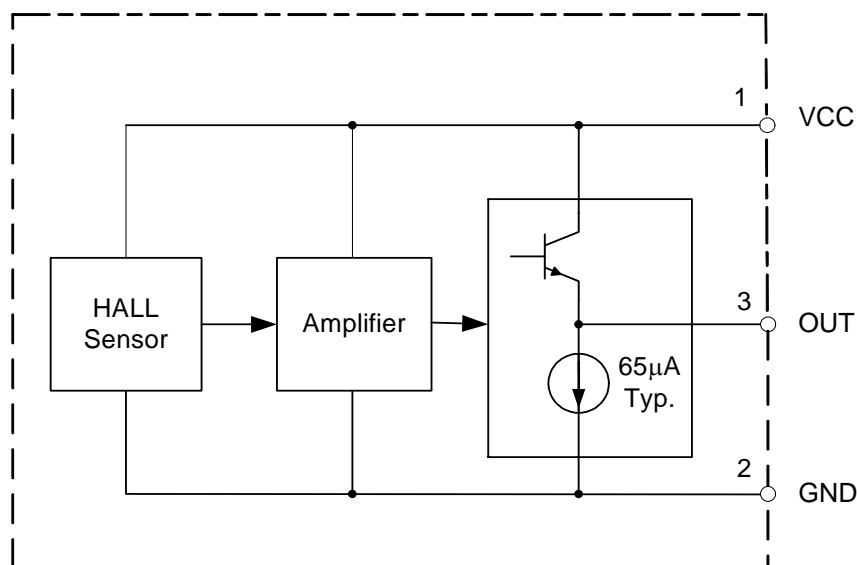 1
VCC
HALL
Sensor
Amplifier
3
OUT
65μA
Typ.
2
GND